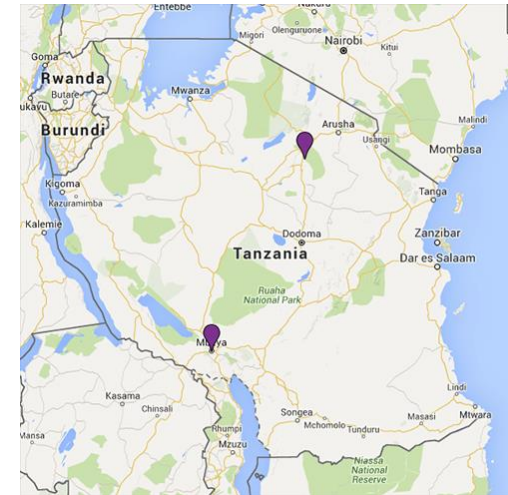 Entebbe
Nakuru
Olenguruone
Migori
Nairobi
Kitui
Goma
Rwanda
Butare
Bukavu
Mwanza
Arusha
Malindi
Burundi
Usangi
Mombasa
Kigoma
Kazuramimba
Tanga
Kalemie
Dodoma
Zanzibar
Tanzania
Dar es Salaam
Ruaha
National Park
Kasama
Chinsali
Lindi
Songea
Masasi
Mtwara
Mchomolo
Tunduru
Mansa
Rhumpi
Mzuzu
Niassa
National
Reserve